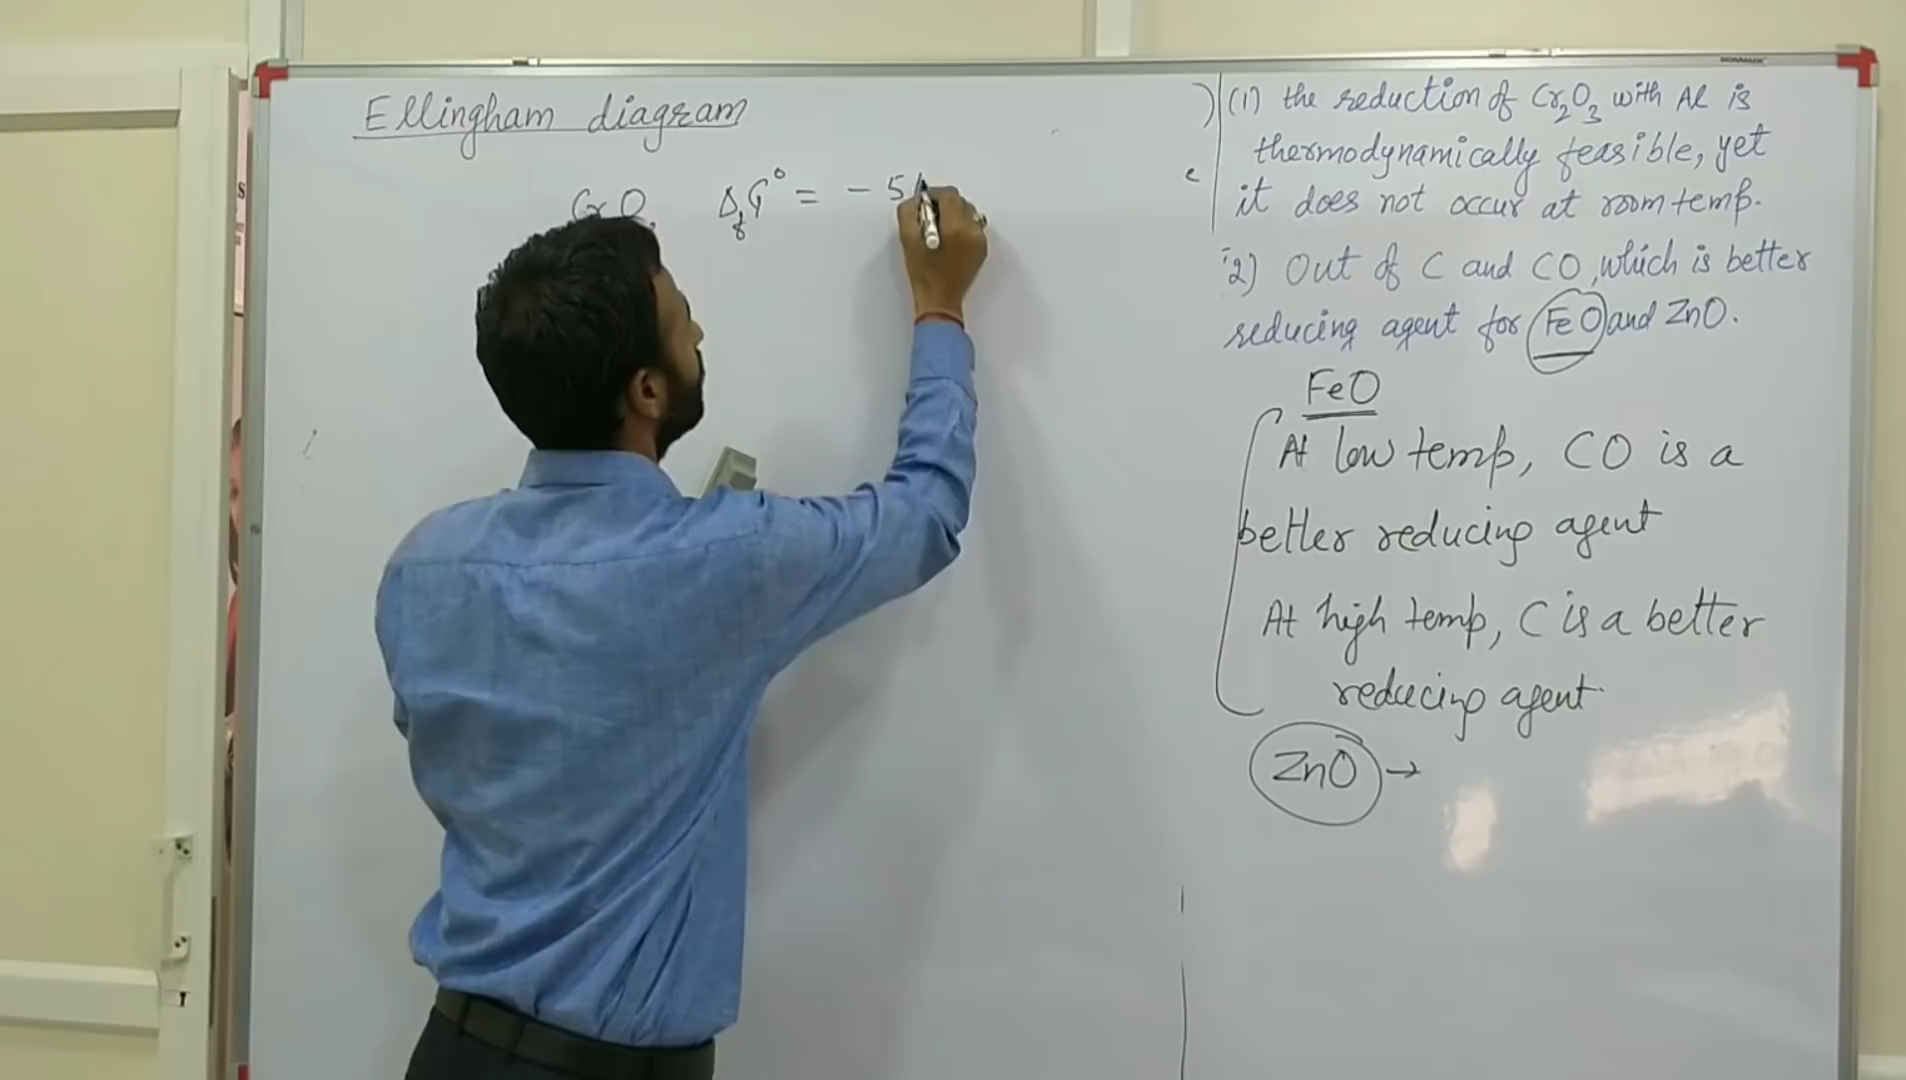 Ellingham diagram
Cr O ΔfG° = - 5
(1) the reduction of Cr₂O₃ with Al is
thermodynamically feasible, yet
it does not occur at room temp.
(2) Out of C and CO, which is better
reducing agent for FeO and ZnO.
FeO
At low temp, CO is a
better reducing agent
At high temp, C is a better
reducing agent.
ZnO →